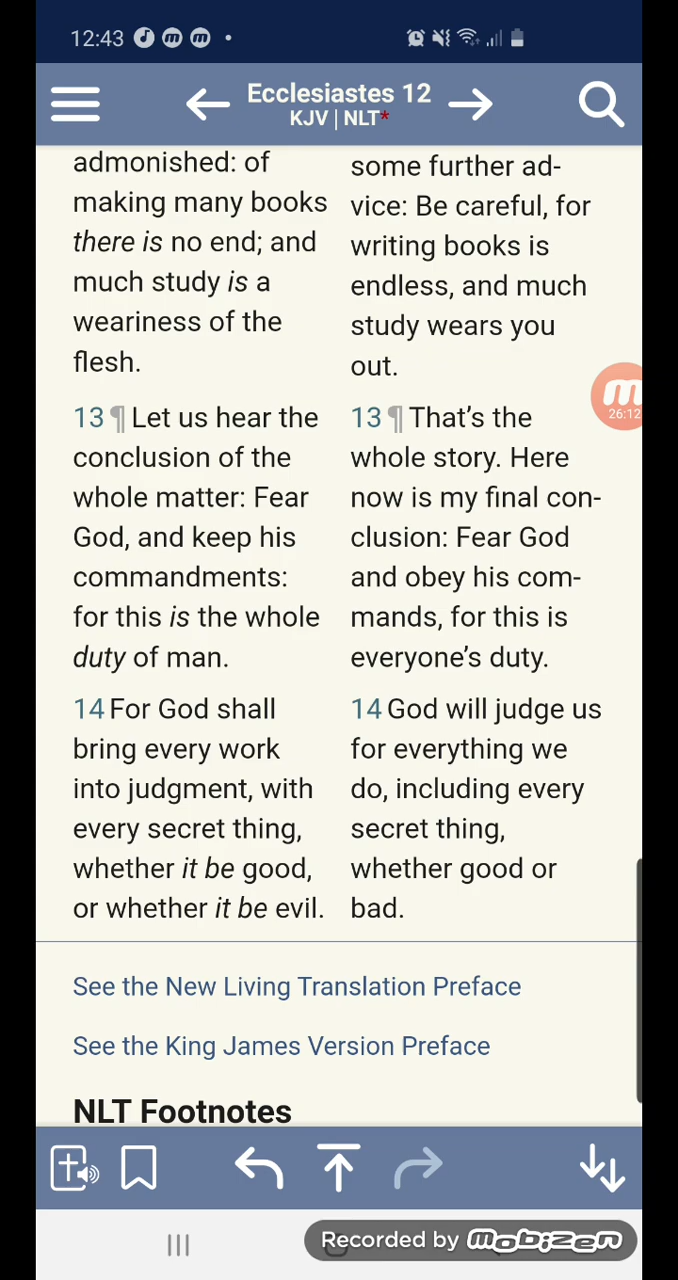 12:43
Ecclesiastes 12
KJV | NLT*
admonished: of
making many books
there is no end; and
much study is a
weariness of the
flesh.
13 ¶ Let us hear the
conclusion of the
whole matter: Fear
God, and keep his
commandments:
for this is the whole
duty of man.
14 For God shall
bring every work
into judgment, with
every secret thing,
whether it be good,
or whether it be evil.
some further ad-
vice: Be careful, for
writing books is
endless, and much
study wears you
out.
13 ¶ That’s the
whole story. Here
now is my final con-
clusion: Fear God
and obey his com-
mands, for this is
everyone’s duty.
14 God will judge us
for everything we
do, including every
secret thing,
whether good or
bad.
26:12
See the New Living Translation Preface
See the King James Version Preface
NLT Footnotes
Recorded by mobizen